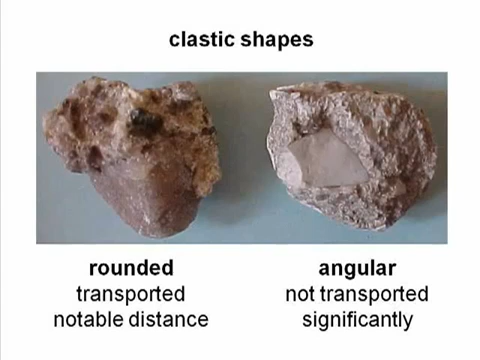 clastic shapes
rounded
transported
notable distance
angular
not transported
significantly